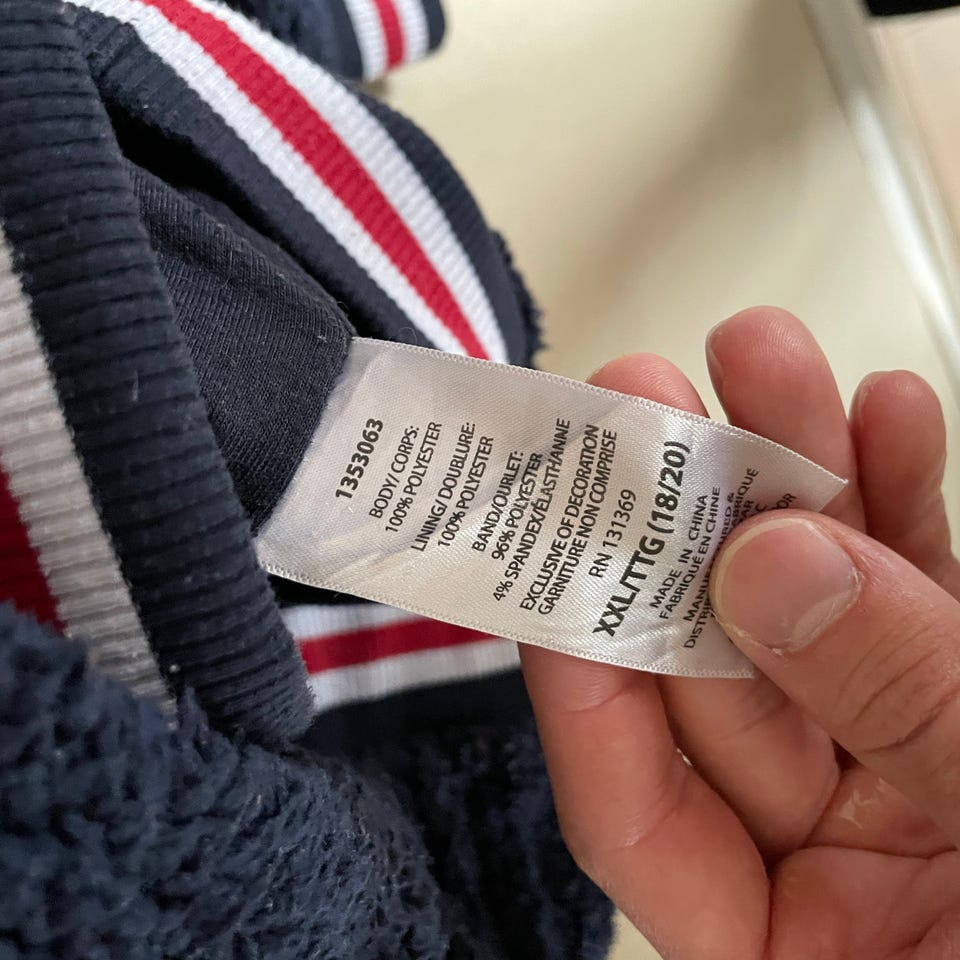 1353063
BODY/ CORPS:
100% POLYESTER
LINING/ DOUBLURE:
100% POLYESTER
BAND/OURLET:
96% POLYESTER
4% SPANDEX/ELASTHANNE
EXCLUSIVE OF DECORATION
GARNITURE NON COMPRISE
RN 131369
XXL/TTG (18/20)
MADE IN CHINA
FABRIQUÉ EN CHINE